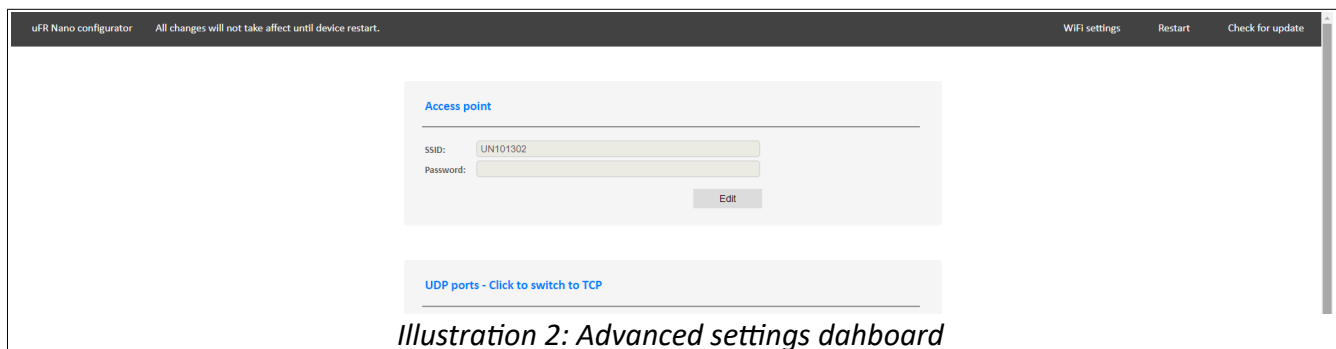 uFR Nano configurator All changes will not take affect until device restart. WiFi settings Restart Check for update
Access point
SSID: UN101302
Password:
Edit
UDP ports - Click to switch to TCP
Illustration 2: Advanced settings dahboard